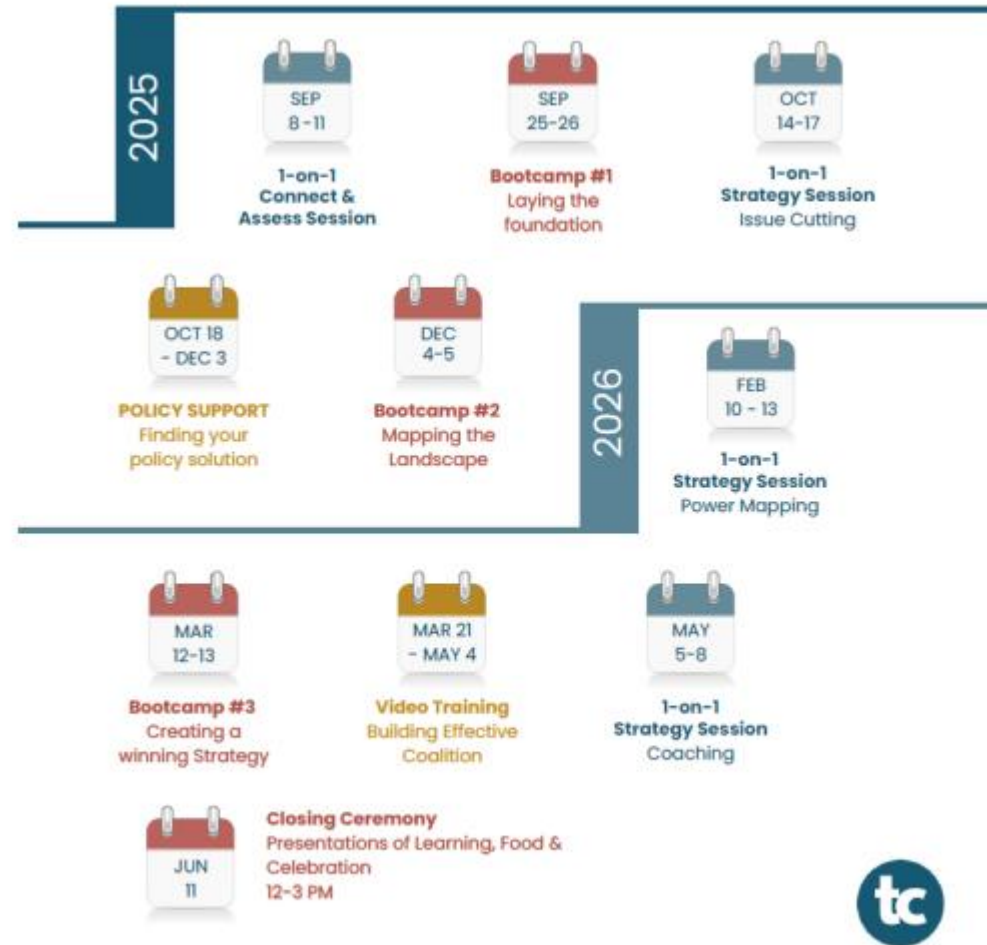 2025
SEP
8 -11
1-on-1
Connect &
Assess Session
SEP
25-26
Bootcamp #1
Laying the
foundation
OCT
14-17
1-on-1
Strategy Session
Issue Cutting
OCT 18
- DEC 3
POLICY SUPPORT
Finding your
policy solution
DEC
4-5
Bootcamp #2
Mapping the
Landscape
2026
FEB
10 - 13
1-on-1
Strategy Session
Power Mapping
MAR
12-13
Bootcamp #3
Creating a
winning Strategy
MAR 21
- MAY 4
Video Training
Building Effective
Coalition
MAY
5-8
1-on-1
Strategy Session
Coaching
JUN
11
Closing Ceremony
Presentations of Learning, Food &
Celebration
12-3 PM
tc